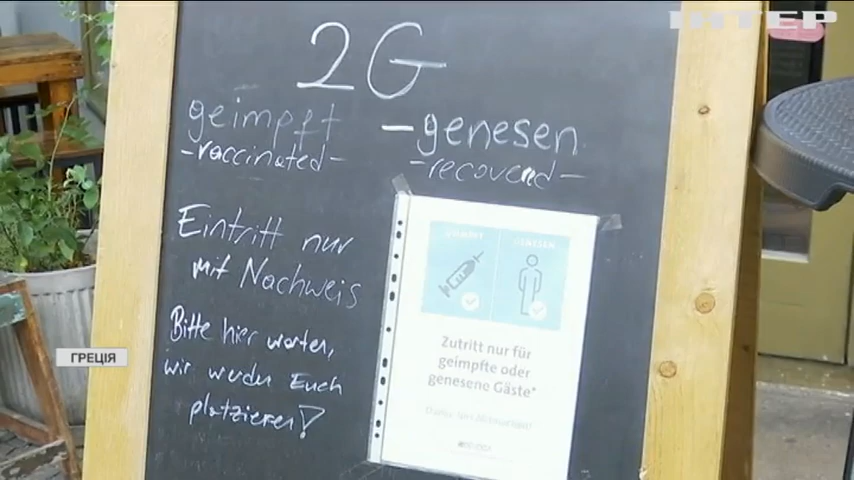 ІНТЕР
2G
geimpft - genesen
- vaccinated - - recovered -
Eintritt nur
mit Nachweis
Bitte hier warten,
wir werden Euch
platzieren!
GEIMPFT GENESEN
Zutritt nur für
geimpfte oder
genesene Gäste*
ГРЕЦІЯ